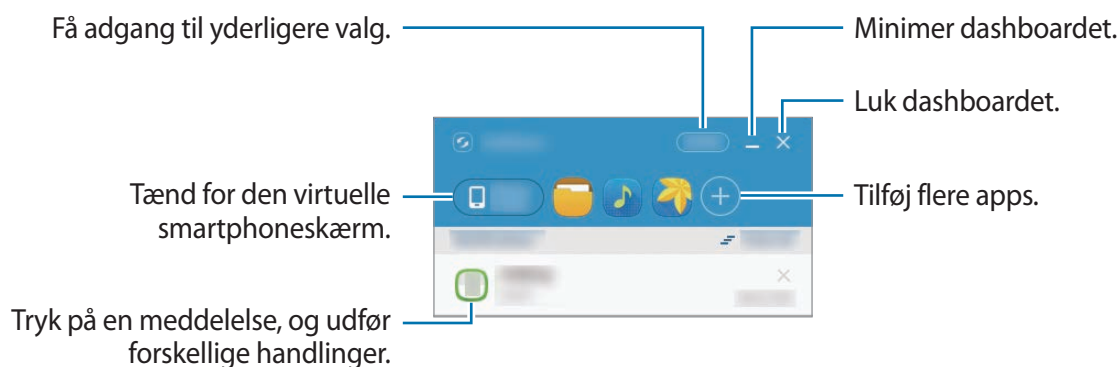 Få adgang til yderligere valg.
Minimer dashboardet.
Luk dashboardet.
Tænd for den virtuelle
smartphoneskærm.
Tilføj flere apps.
Tryk på en meddelelse, og udfør
forskellige handlinger.